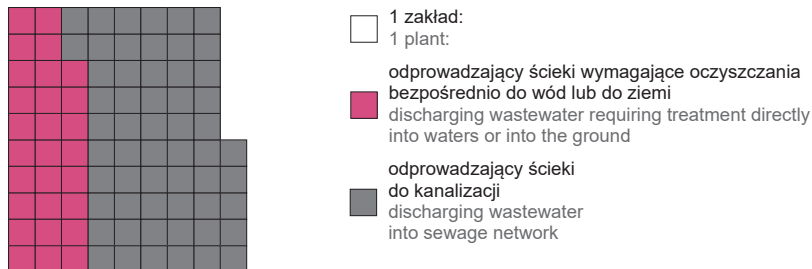 1 zakład:
1 plant:
odprowadzający ścieki wymagające oczyszczania
bezpośrednio do wód lub do ziemi
discharging wastewater requiring treatment directly
into waters or into the ground
odprowadzający ścieki
do kanalizacji
discharging wastewater
into sewage network